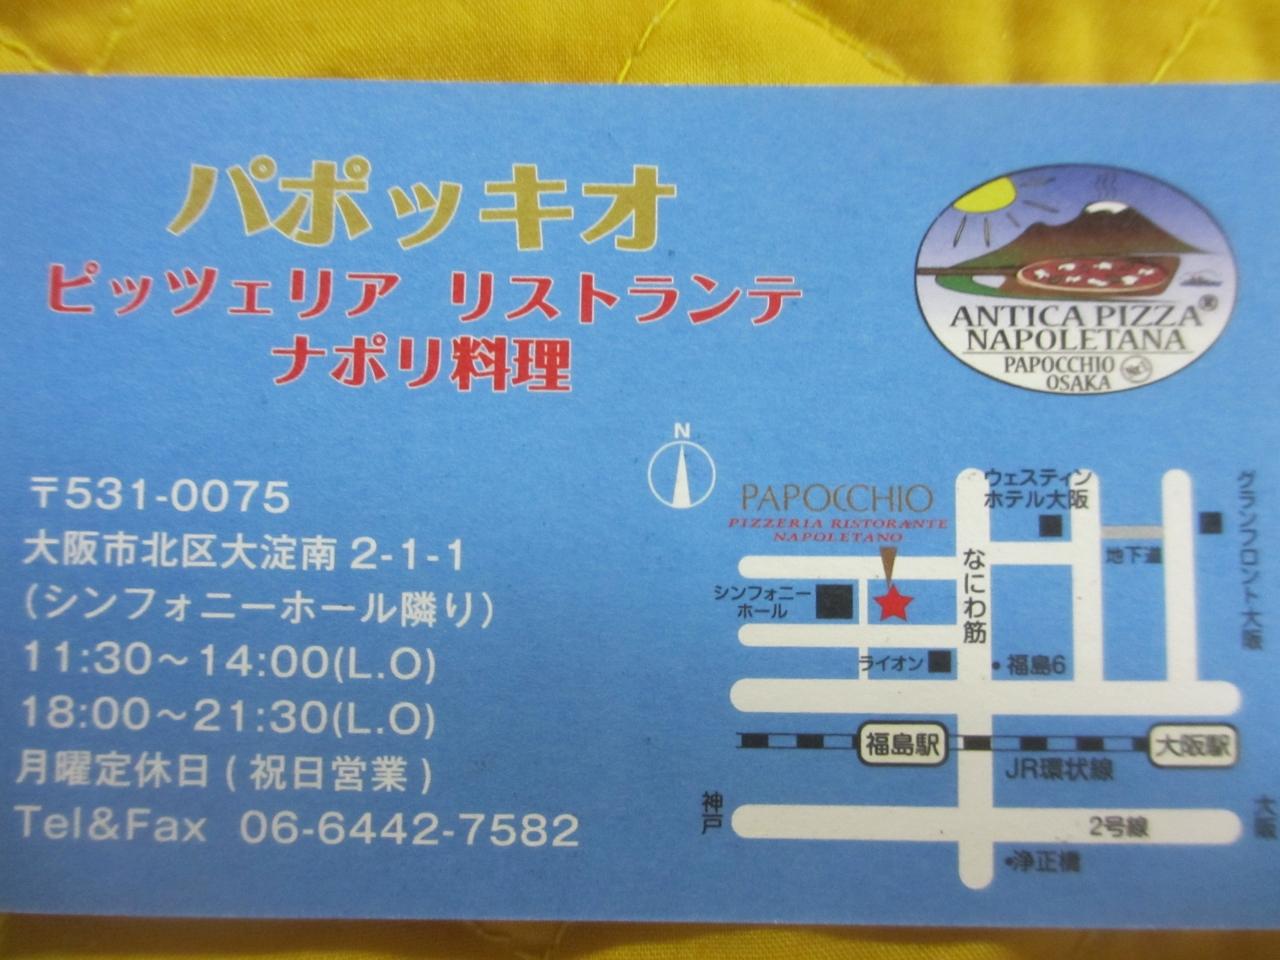 パポッキオ
ピッツェリア リストランテ
ナポリ料理
ANTICA PIZZA®
NAPOLETANA
PAPOCCHIO
OSAKA
〒531-0075
大阪市北区大淀南2-1-1
(シンフォニーホール隣り)
11:30～14:00(L.O)
18:00～21:30(L.O)
月曜定休日(祝日営業)
Tel&Fax 06-6442-7582
N
PAPOCCHIO
PIZZERIA RISTORANTE
NAPOLETANO
ウェスティン
ホテル大阪
グランフロント大阪
地下道
なにわ筋
シンフォニー
ホール
ライオン
・福島6
福島駅
大阪駅
JR環状線
神戸
2号線
大阪
・浄正橋